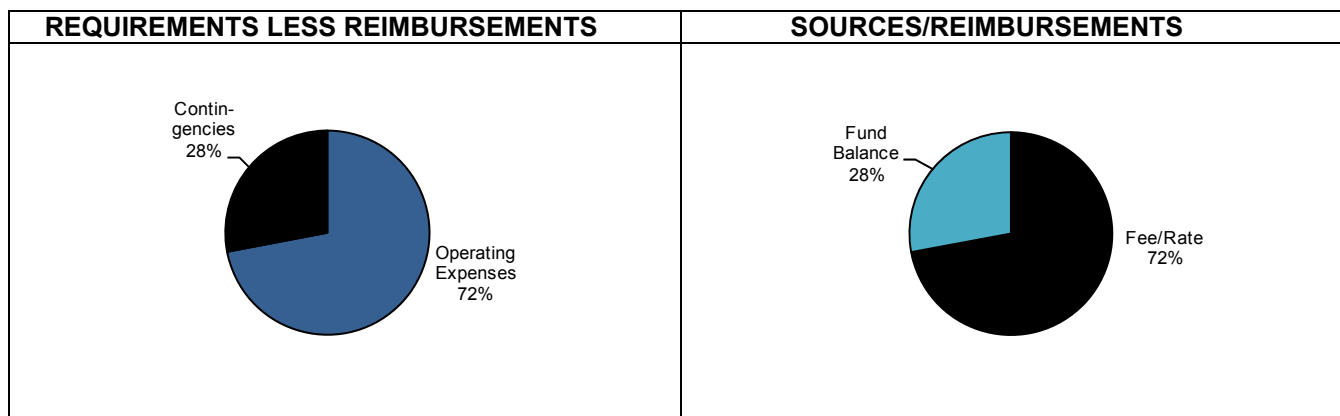 REQUIREMENTS LESS REIMBURSEMENTS
Contin-
gencies
28%
Operating
Expenses
72%
SOURCES/REIMBURSEMENTS
Fund
Balance
28%
Fee/Rate
72%